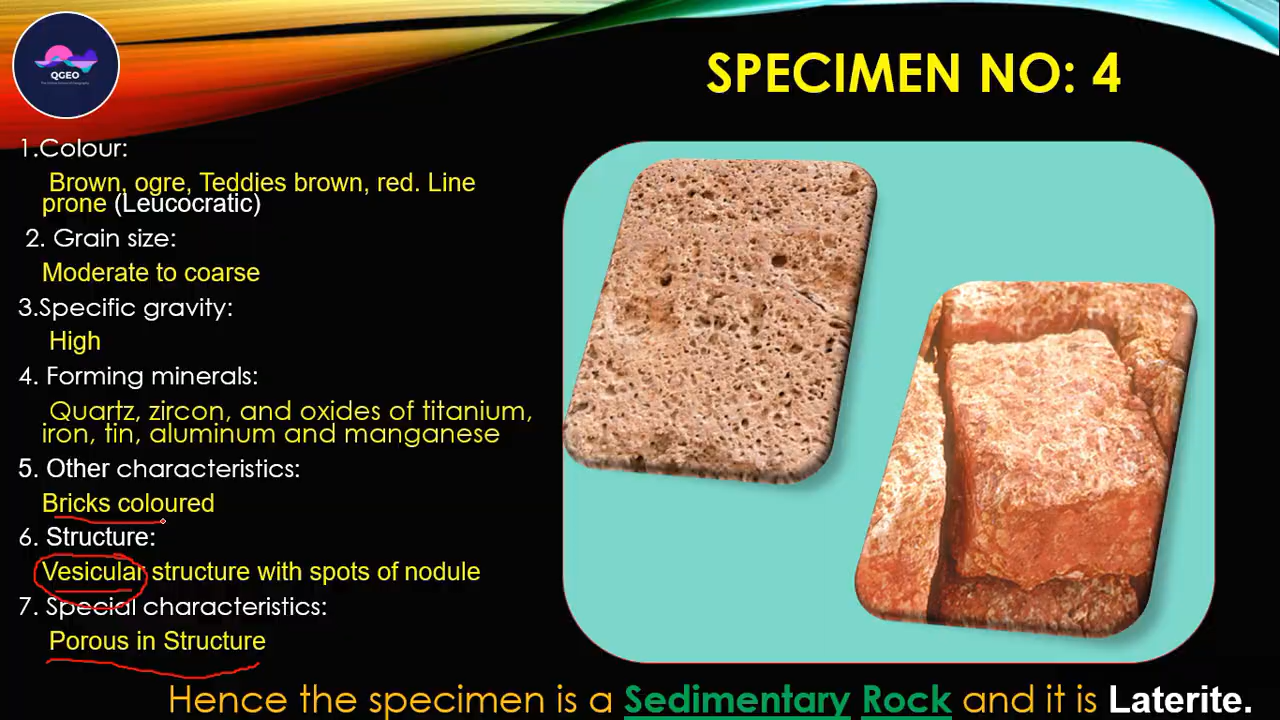 QGEO
SPECIMEN NO: 4
1.Colour:
Brown, ogre, Teddies brown, red. Line
prone (Leucocratic)
2. Grain size:
Moderate to coarse
3.Specific gravity:
High
4. Forming minerals:
Quartz, zircon, and oxides of titanium,
iron, tin, aluminum and manganese
5. Other characteristics:
Bricks coloured
6. Structure:
Vesicular structure with spots of nodule
7. Special characteristics:
Porous in Structure
Hence the specimen is a Sedimentary Rock and it is Laterite.